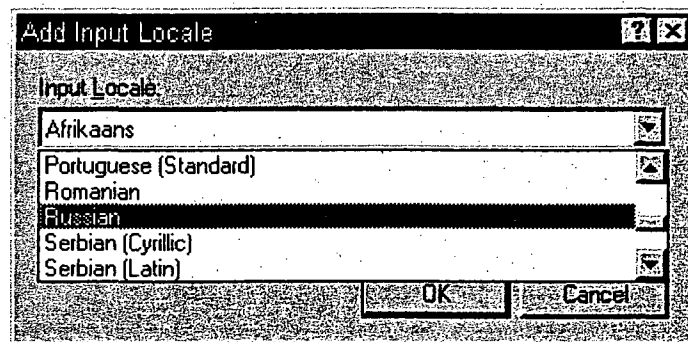 Add Input Locale
Input Locale:
Afrikaans
Portuguese (Standard)
Romanian
Russian
Serbian (Cyrillic)
Serbian (Latin)
OK
Cancel